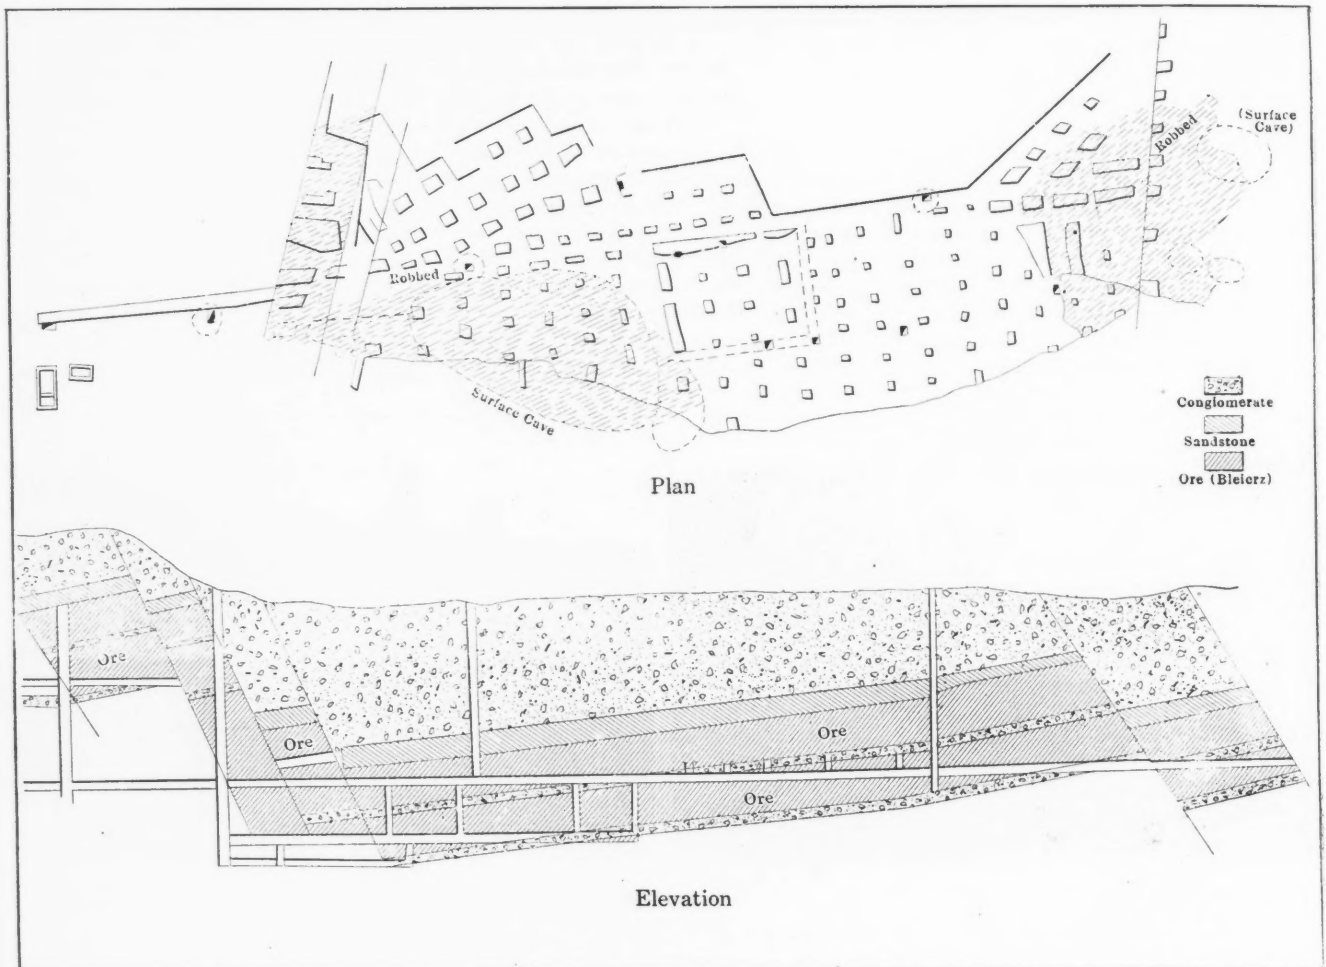 (Surface
Cave)
Robbed
Robbed
Surface Cave
Conglomerate
Sandstone
Ore (Bleierz)
Plan
Ore
Ore
Ore
Ore
Elevation